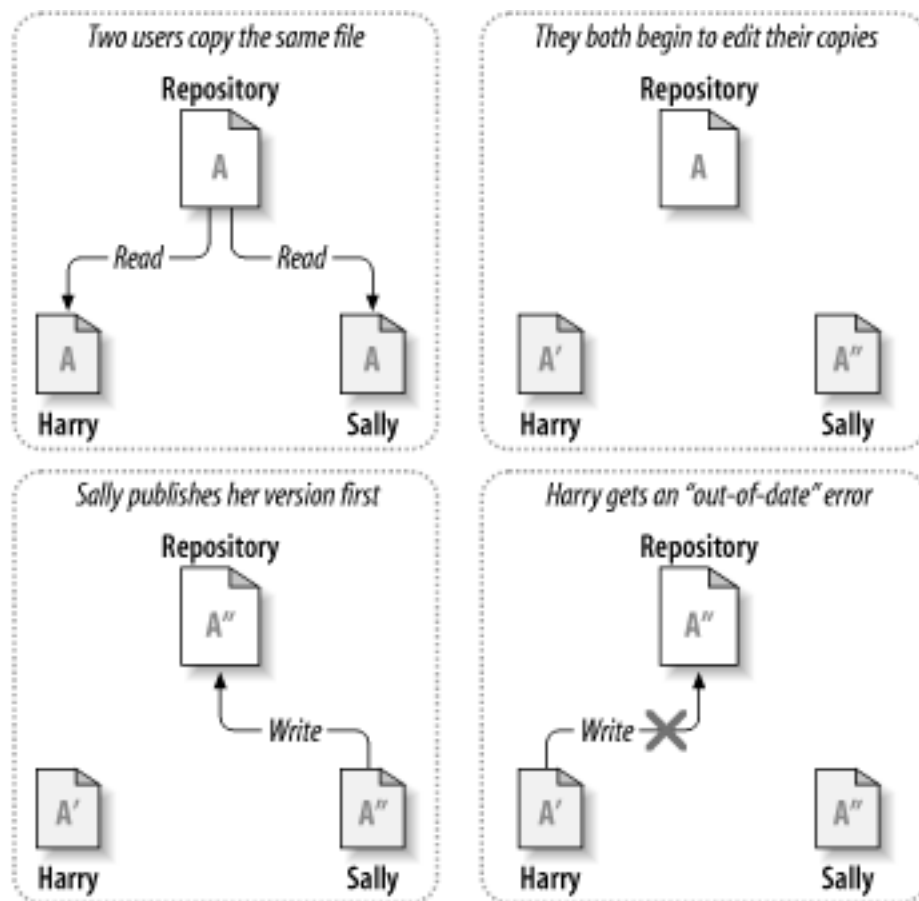 Two users copy the same file
Repository
A
Read
Read
A
A
Harry
Sally
They both begin to edit their copies
Repository
A
A′
A″
Harry
Sally
Sally publishes her version first
Repository
A″
Write
A′
A″
Harry
Sally
Harry gets an “out-of-date” error
Repository
A″
Write
A′
A″
Harry
Sally